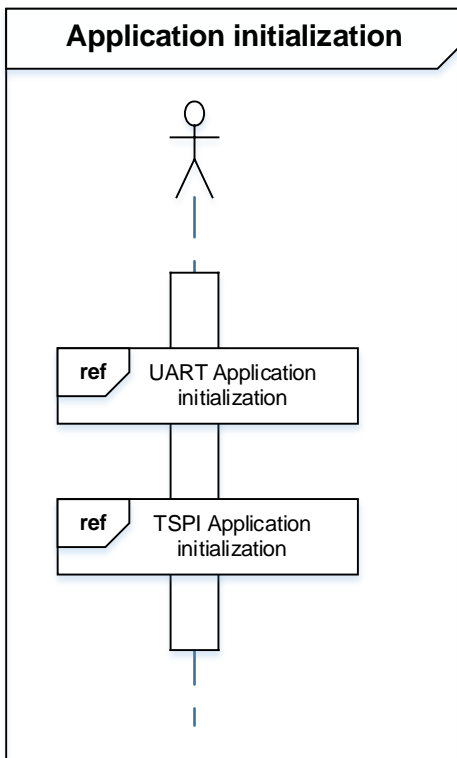 Application initialization
ref
UART Application
initialization
ref
TSPI Application
initialization